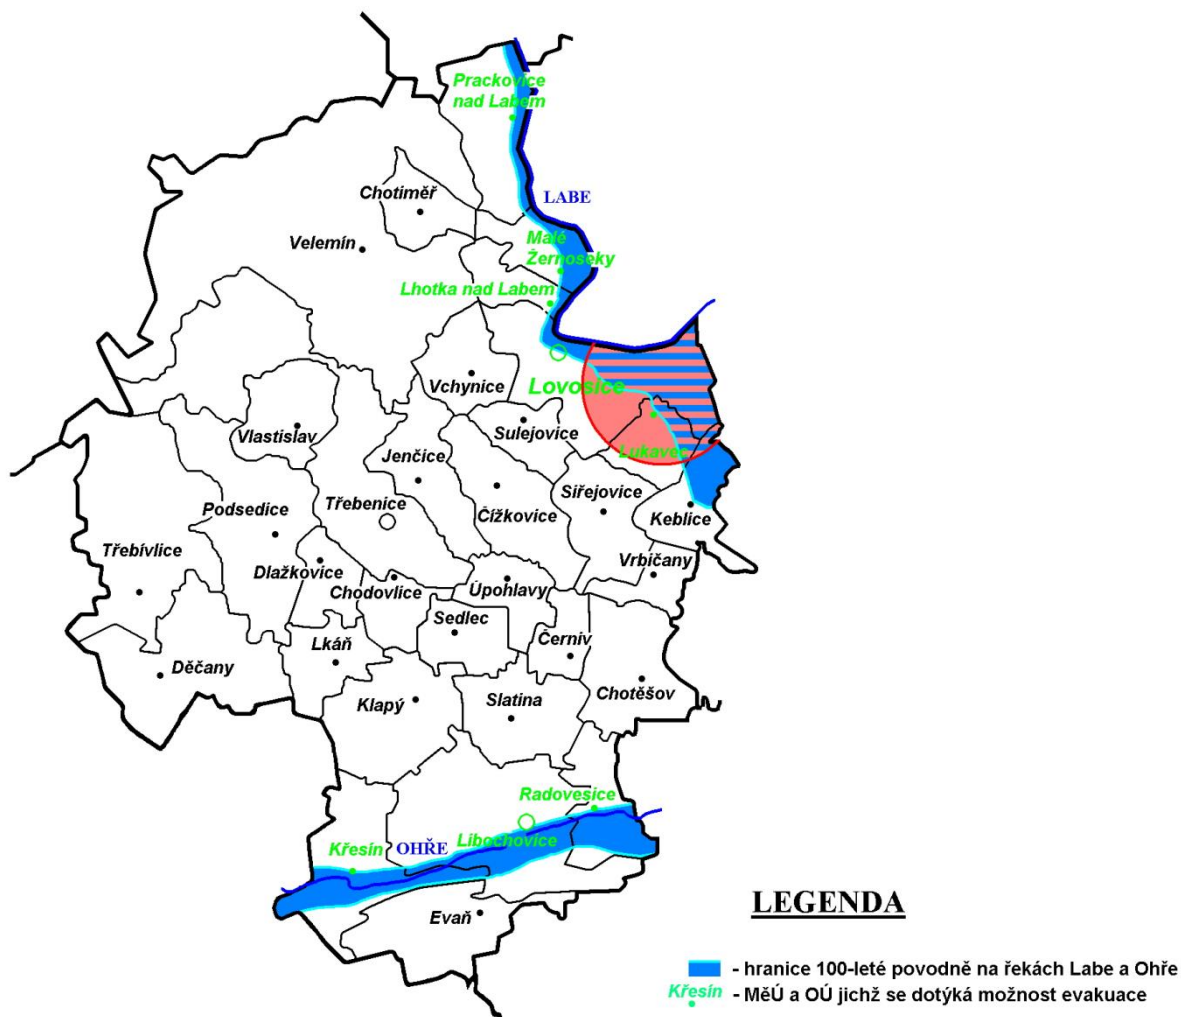 Prackovice
nad Labem
LABE
Chotiměř
Velemín
Malé
Žernoseky
Lhotka nad Labem
Vchynice
Lovosice
Vlastislav
Sulejovice
Lukavec
Jenčice
Třebenice
Čížkovice
Siřejovice
Podsedice
Keblice
Třebívlice
Dlažkovice
Chodovlice
Úpohlavy
Vrbičany
Sedlec
Černiv
Lkáň
Děčany
Klapý
Slatina
Chotěšov
Radovesice
Libochovice
Křesín
OHŘE
Evaň
LEGENDA
- hranice 100-leté povodně na řekách Labe a Ohře
Křesín - MěÚ a OÚ jichž se dotýká možnost evakuace